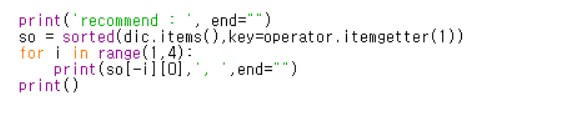 print('recommend : ', end="")
so = sorted(dic.items(),key=operator.itemgetter(1))
for i in range(1,4):
    print(so[-i][0],', ',end="")
print()